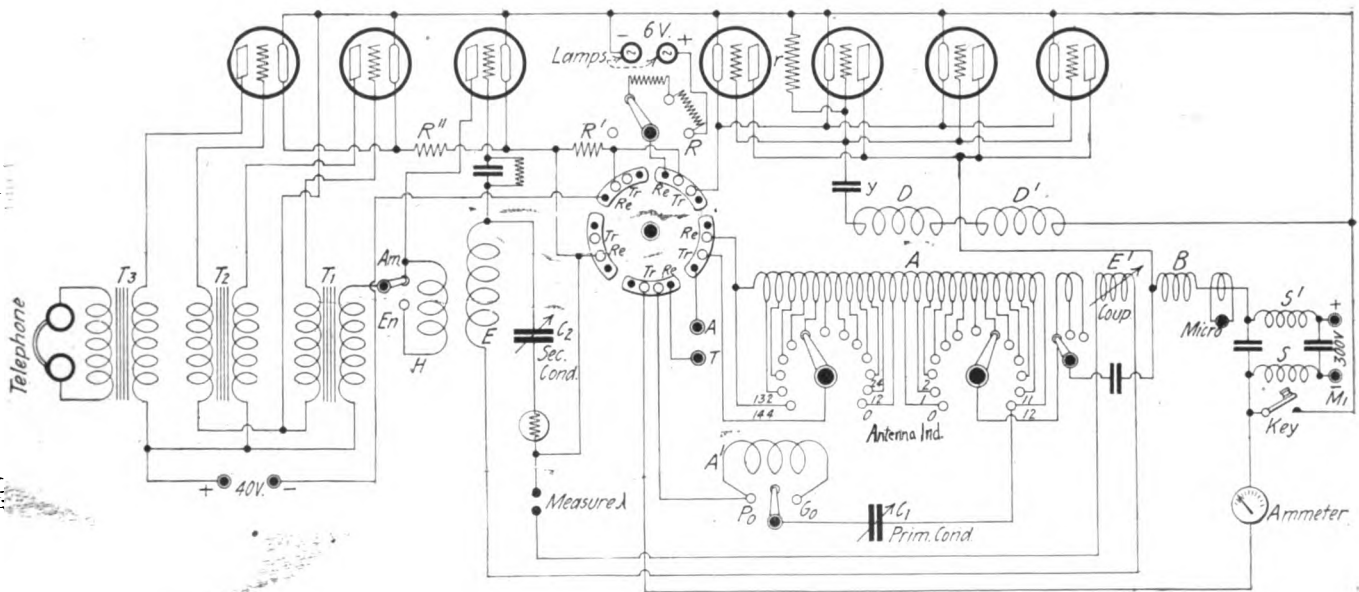 - 6V. +
Lamps.
r
R"
R'
R
Tr
Re
Re
Tr
Tr
Re
Re
Tr
Tr
Re
y
D
D'
T3
T2
T1
Am.
En
H
E
C2
Sec.
Cond.
A
T
A
E'
Coup.
B
Micro
S'
S
+
300V
-
M1
Key
Telephone
132
144
24
12
0
2
1
0
11
12
Antenna Ind.
A'
Po
Go
C1
Prim. Cond.
+ 40V. -
Measure λ
Ammeter